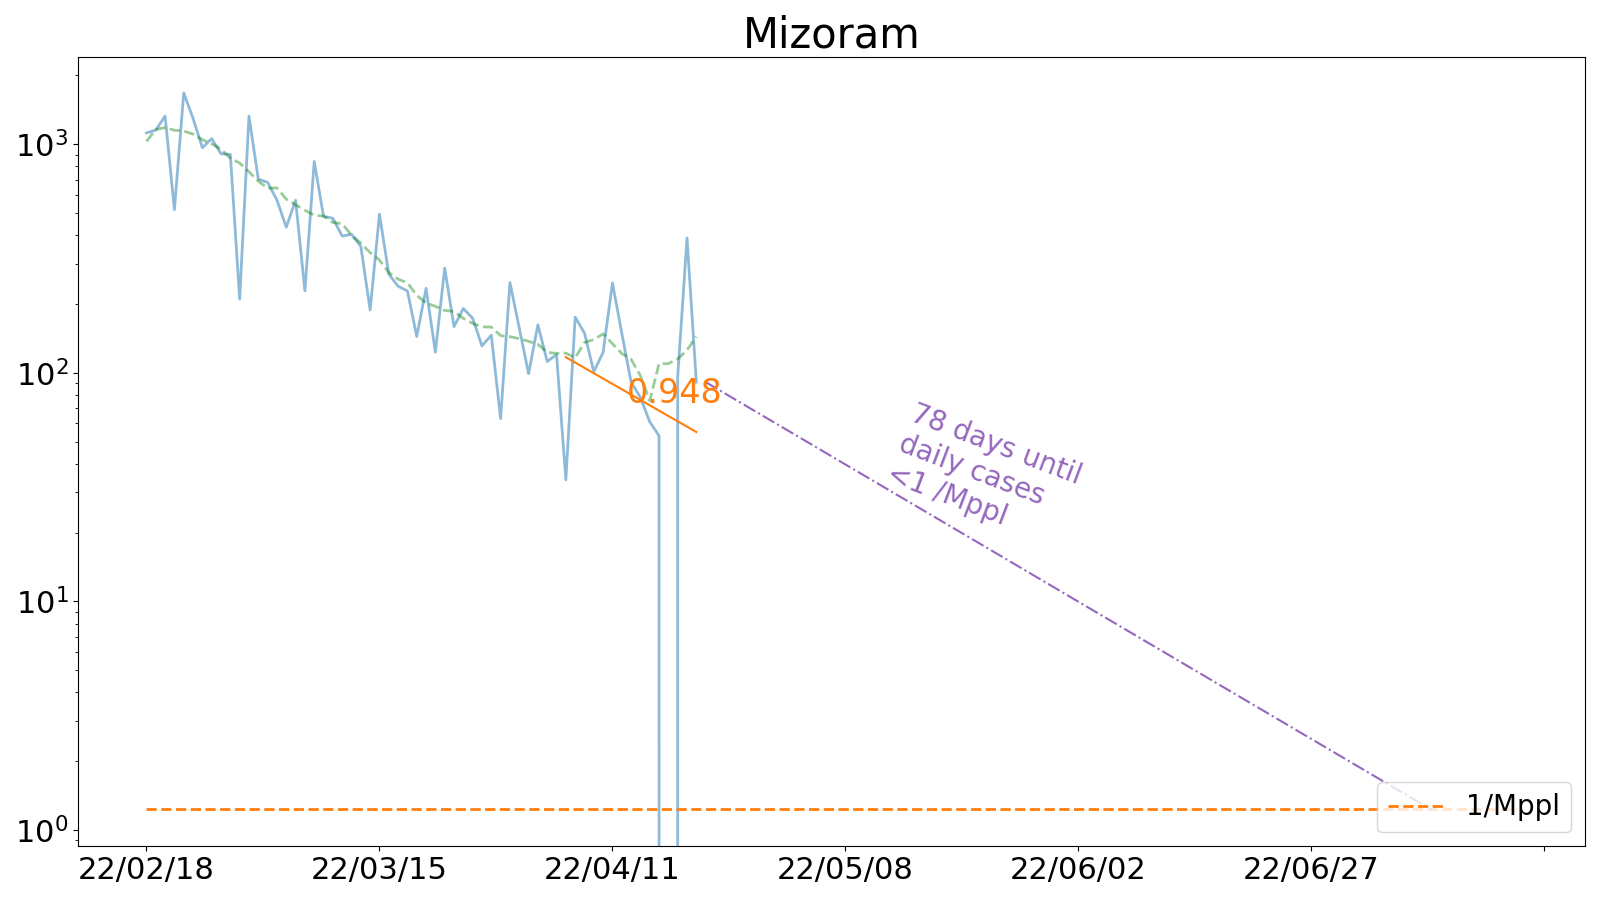 Mizoram
10³
10²
10¹
10⁰
0.948
78 days until
daily cases
<1 /Mppl
1/Mppl
22/02/18 22/03/15 22/04/11 22/05/08 22/06/02 22/06/27